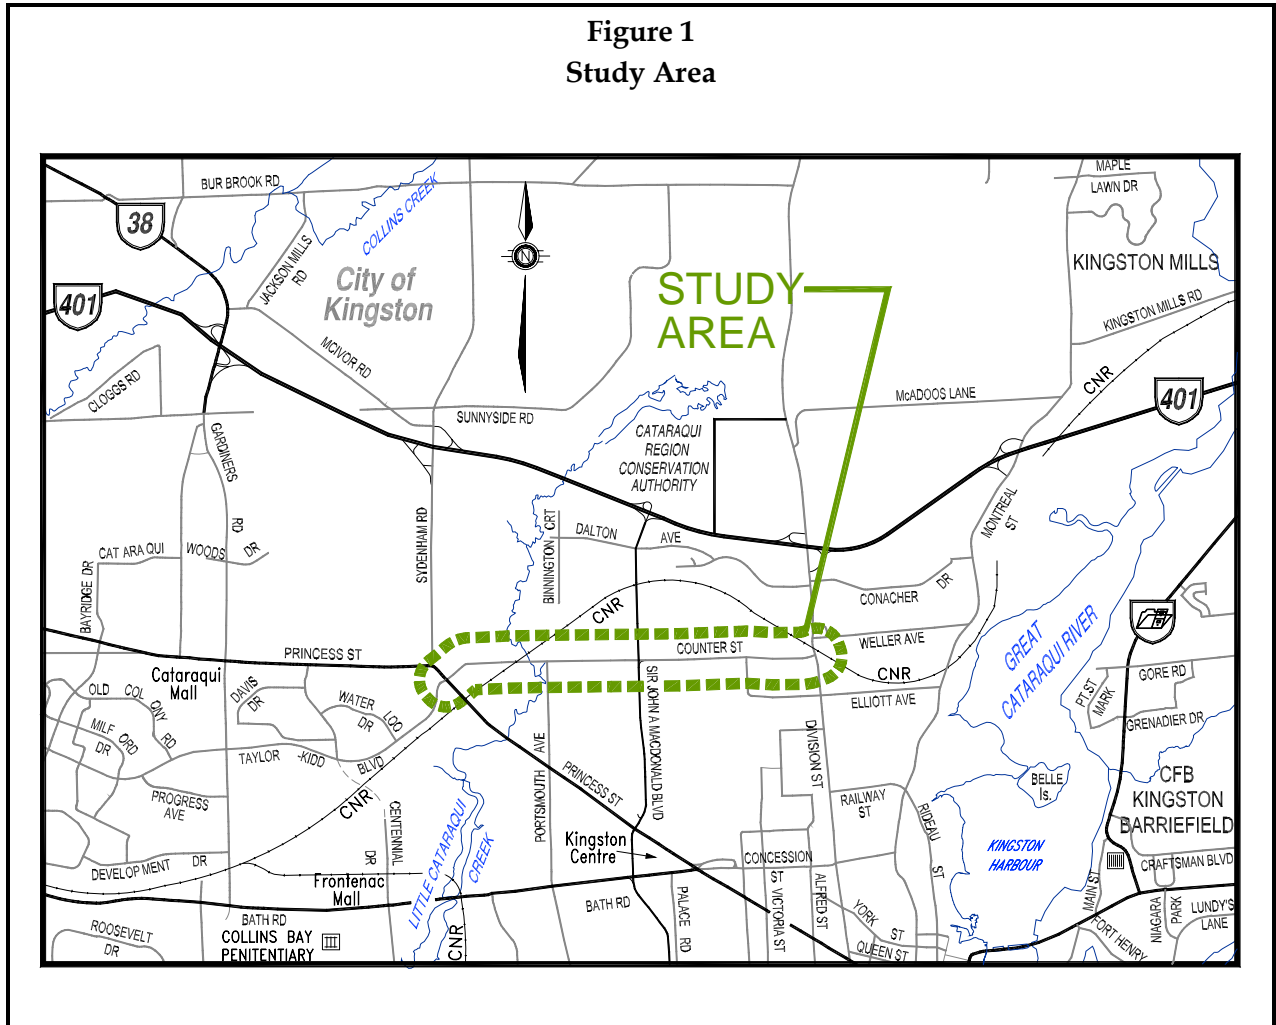 Figure 1
Study Area
BUR BROOK RD
COLLINS CREEK
MAPLE
LAWN DR
38
JACKSON MILLS
RD
City of
Kingston
N
KINGSTON MILLS
STUDY
AREA
401
KINGSTON MILLS RD
MCIVOR RD
CLOGGS RD
CNR
McADOOS LANE
401
SUNNYSIDE RD
GARDINERS
RD
CATARAQUI
REGION
CONSERVATION
AUTHORITY
MONTREAL
ST
SYDENHAM RD
BINNINGTON CRT
DALTON
AVE
CAT ARA QUI
WOODS
DR
BAYRIDGE DR
CONACHER
DR
CNR
GREAT
CATARAQUI RIVER
WELLER AVE
PRINCESS ST
COUNTER ST
CNR
GORE RD
Cataraqui
Mall
OLD
COL
ONY
RD
DAVIS
DR
WATER
LOO
DR
SIR JOHN A MACDONALD BLVD
ELLIOTT AVE
PT.ST
MARK
GRENADIER DR
MILF
ORD
DR
TAYLOR
-KIDD
BLVD
PORTSMOUTH AVE
PRINCESS ST
DIVISION ST
BELLE
Is.
CFB
KINGSTON
BARRIEFIELD
PROGRESS
AVE
CNR
CENTENNIAL
DR
LITTLE CATARAQUI
CREEK
RAILWAY
ST
RIDEAU
ST
Kingston
Centre
KINGSTON
HARBOUR
CONCESSION
ST
DEVELOPMENT
DR
CRAFTSMAN BLVD
Frontenac
Mall
MAIN ST
BATH RD
BATH RD
PALACE
RD
VICTORIA ST
ALFRED ST
YORK
ST
QUEEN ST
NIAGARA
PARK
LUNDY'S
LANE
FORT HENRY
ROOSEVELT
DR
COLLINS BAY
PENITENTIARY
CNR